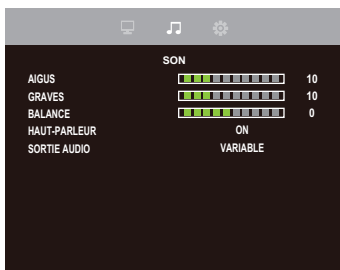 SON
AIGUS 10
GRAVES 10
BALANCE 0
HAUT-PARLEUR ON
SORTIE AUDIO VARIABLE